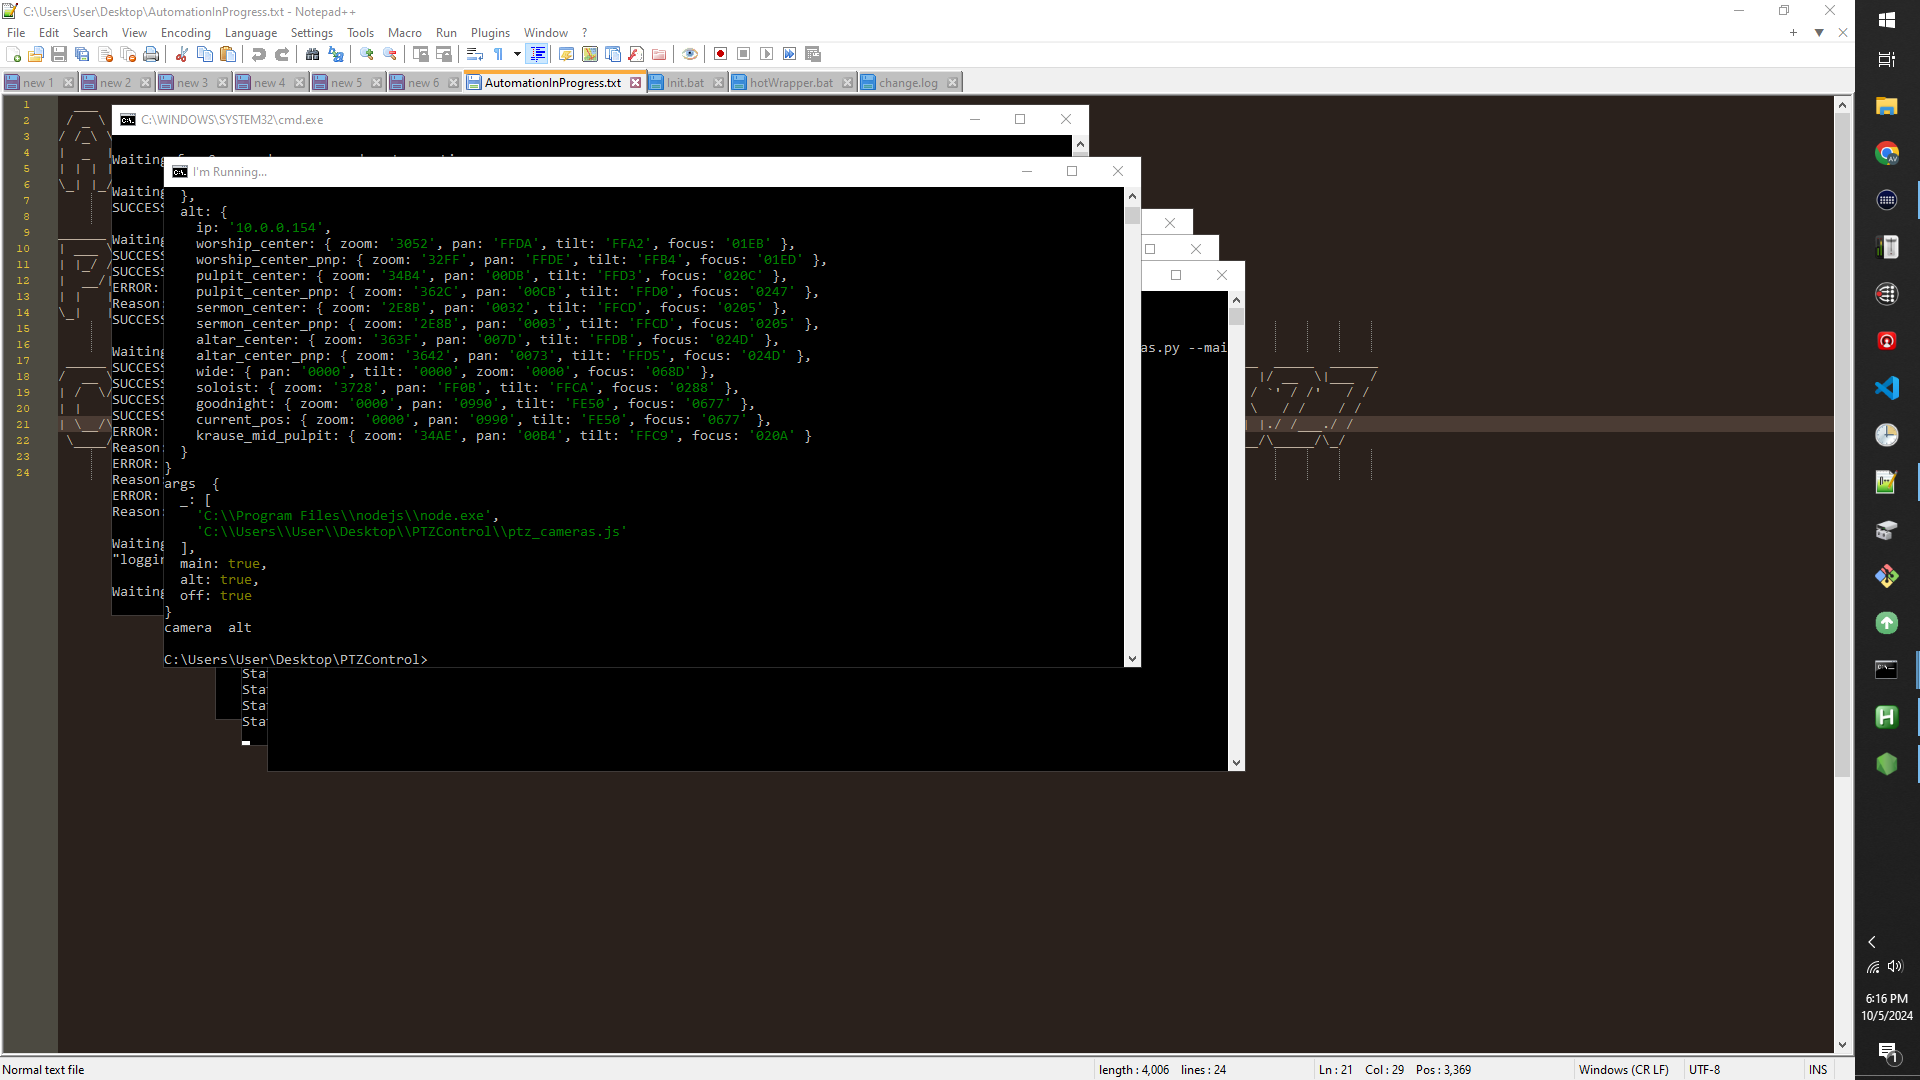 C:\Users\User\Desktop\AutomationInProgress.txt - Notepad++
File Edit Search View Encoding Language Settings Tools Macro Run Plugins Window ?
new 1 new 2 new 3 new 4 new 5 new 6 AutomationInProgress.txt Init.bat hotWrapper.bat change.log
C:\WINDOWS\SYSTEM32\cmd.exe
I'm Running...
},
alt: {
ip: '10.0.0.154',
worship_center: { zoom: '3052', pan: 'FFDA', tilt: 'FFA2', focus: '01EB' },
worship_center_pnp: { zoom: '32FF', pan: 'FFDE', tilt: 'FFB4', focus: '01ED' },
pulpit_center: { zoom: '34B4', pan: '00DB', tilt: 'FFD3', focus: '020C' },
pulpit_center_pnp: { zoom: '362C', pan: '00CB', tilt: 'FFD0', focus: '0247' },
sermon_center: { zoom: '2E8B', pan: '0032', tilt: 'FFCD', focus: '0205' },
sermon_center_pnp: { zoom: '2E8B', pan: '0003', tilt: 'FFCD', focus: '0205' },
altar_center: { zoom: '363F', pan: '007D', tilt: 'FFDB', focus: '024D' },
altar_center_pnp: { zoom: '3642', pan: '0073', tilt: 'FFD5', focus: '024D' },
wide: { pan: '0000', tilt: '0000', zoom: '0000', focus: '068D' },
soloist: { zoom: '3728', pan: 'FF0B', tilt: 'FFCA', focus: '0288' },
goodnight: { zoom: '0000', pan: '0990', tilt: 'FE50', focus: '0677' },
current_pos: { zoom: '0000', pan: '0990', tilt: 'FE50', focus: '0677' },
krause_mid_pulpit: { zoom: '34AE', pan: '00B4', tilt: 'FFC9', focus: '020A' }
}
}
args {
_: [
'C:\\Program Files\\nodejs\\node.exe',
'C:\\Users\\User\\Desktop\\PTZControl\\ptz_cameras.js'
],
main: true,
alt: true,
off: true
}
camera alt
C:\Users\User\Desktop\PTZControl>
Waiting
Waiting
SUCCESS
Waiting
SUCCESS
SUCCESS
ERROR:
Reason
SUCCESS
Waiting
SUCCESS
SUCCESS
SUCCESS
SUCCESS
ERROR:
Reason
ERROR:
Reason
ERROR:
Reason
Waiting
"loggin
Waiting
Sta
Sta
Sta
Sta
as.py --mai
1
2
3
4
5
6
7
8
9
10
11
12
13
14
15
16
17
18
19
20
21
22
23
24
6:16 PM
10/5/2024
1
Normal text file length : 4,006 lines : 24 Ln : 21 Col : 29 Pos : 3,369 Windows (CR LF) UTF-8 INS